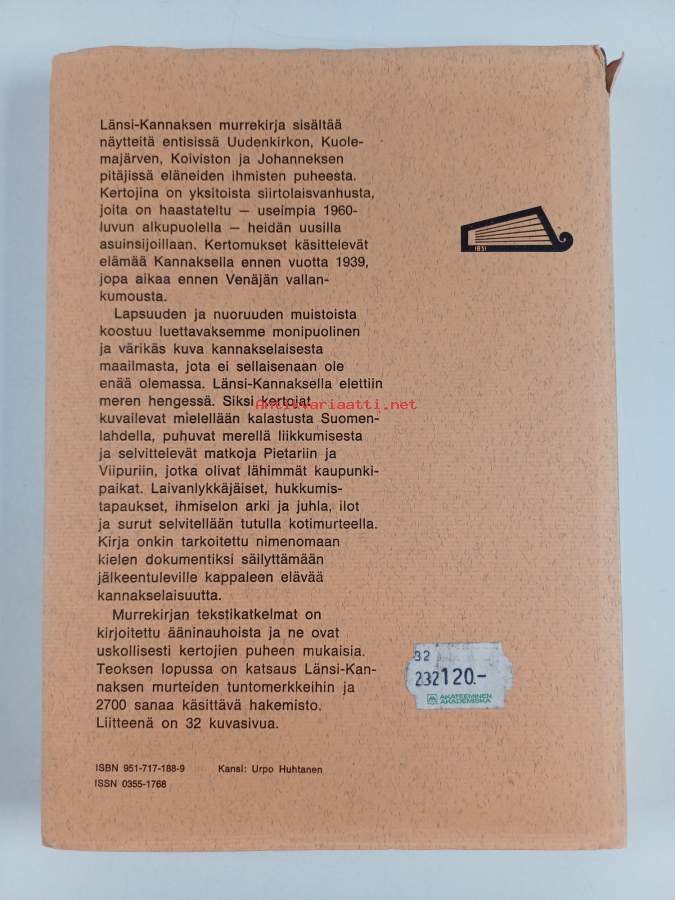 Länsi-Kannaksen murrekirja sisältää
näytteitä entisissä Uudenkirkon, Kuole-
majärven, Koiviston ja Johanneksen
pitäjissä eläneiden ihmisten puheesta.
Kertojina on yksitoista siirtolaisvanhusta,
joita on haastateltu — useimpia 1960-
luvun alkupuolella — heidän uusilla
asuinsijoillaan. Kertomukset käsittelevät
elämää Kannaksella ennen vuotta 1939,
jopa aikaa ennen Venäjän vallan-
kumousta.
Lapsuuden ja nuoruuden muistoista
koostuu luettavaksemme monipuolinen
ja värikäs kuva kannakselaisesta
maailmasta, jota ei sellaisenaan ole
enää olemassa. Länsi-Kannaksella elettiin
meren hengessä. Siksi kertojat
kuvailevat mielellään kalastusta Suomen-
lahdella, puhuvat merellä liikkumisesta
ja selvittelevät matkoja Pietariin ja
Viipuriin, jotka olivat lähimmät kaupunki-
paikat. Laivanlykkäjäiset, hukkumis-
tapaukset, ihmiselon arki ja juhla, ilot
ja surut selvitellään tutulla kotimurteella.
Kirja onkin tarkoitettu nimenomaan
kielen dokumentiksi säilyttämään
jälkeentuleville kappaleen elävää
kannakselaisuutta.
Murrekirjan tekstikatkelmat on
kirjoitettu ääninauhoista ja ne ovat
uskollisesti kertojien puheen mukaisia.
Teoksen lopussa on katsaus Länsi-Kan-
naksen murteiden tuntomerkkeihin ja
2700 sanaa käsittävä hakemisto.
Liitteenä on 32 kuvasivua.
ISBN 951-717-188-9 Kansi: Urpo Huhtanen
ISSN 0355-1768
1831
Antikvariaatti.net
32
232 120.-
AKATEEMINEN
AKADEMISKA